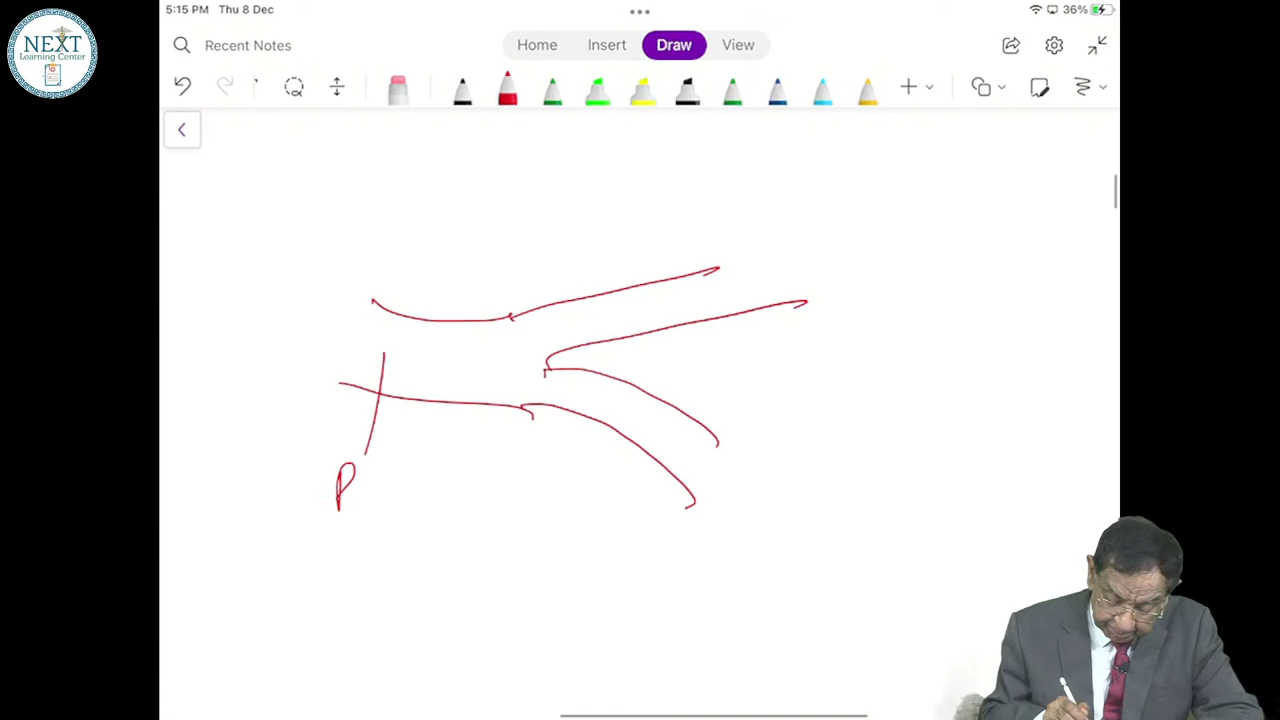 5:15 PM Thu 8 Dec
36%
NEXT
Learning Center
Recent Notes
Home Insert Draw View
P